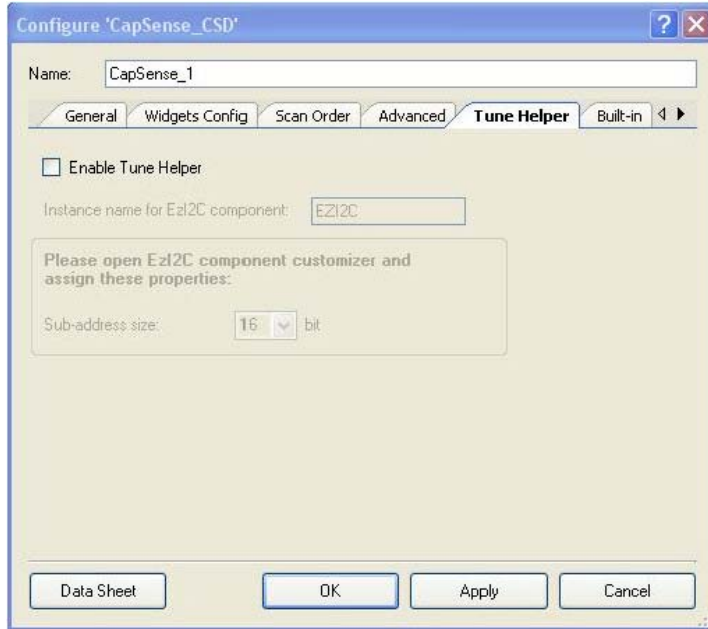 Configure 'CapSense_CSD'
Name: CapSense_1
General Widgets Config Scan Order Advanced Tune Helper Built-in
Enable Tune Helper
Instance name for EzI2C component: EZI2C
Please open EzI2C component customizer and
assign these properties:
Sub-address size: 16 bit
Data Sheet OK Apply Cancel